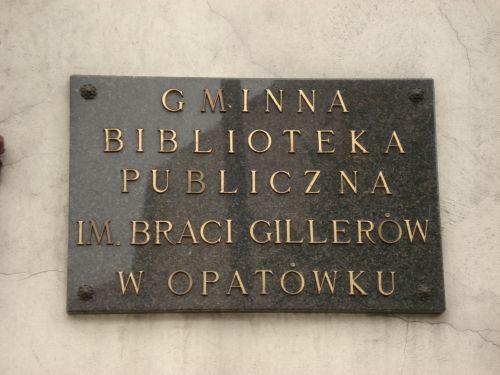 GMINNA
BIBLIOTEKA
PUBLICZNA
IM. BRACI GILLERÓW
W OPATÓWKU